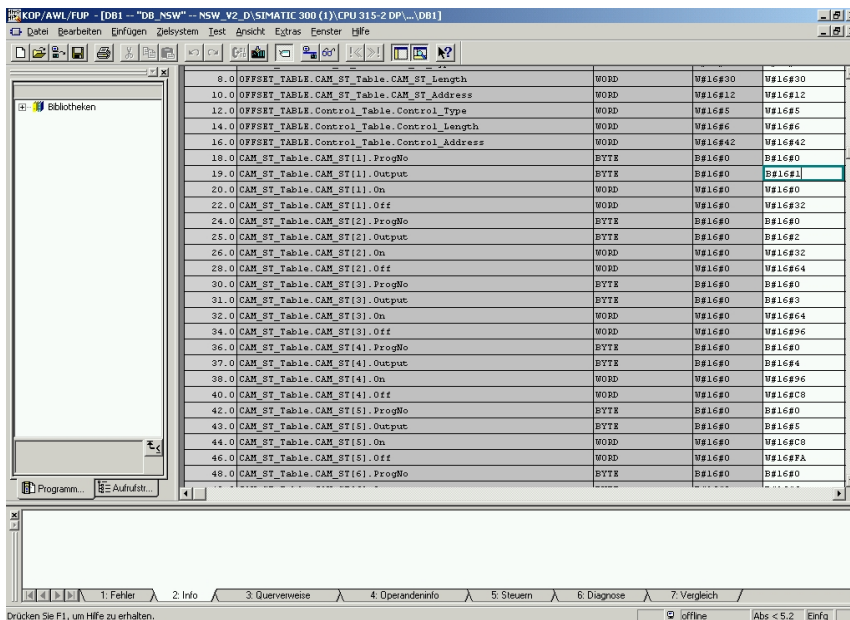 KOP/AWL/FUP - [DB1 -- "DB_NSW" -- NSW_V2_D\SIMATIC 300 (1)\CPU 315-2 DP\...\DB1]
Datei Bearbeiten Einfügen Zielsystem Test Ansicht Extras Fenster Hilfe
Bibliotheken
8.0 OFFSET_TABLE.CAM_ST_Table.CAM_ST_Length WORD W#16#30 W#16#30
10.0 OFFSET_TABLE.CAM_ST_Table.CAM_ST_Address WORD W#16#12 W#16#12
12.0 OFFSET_TABLE.Control_Table.Control_Type WORD W#16#5 W#16#5
14.0 OFFSET_TABLE.Control_Table.Control_Length WORD W#16#6 W#16#6
16.0 OFFSET_TABLE.Control_Table.Control_Address WORD W#16#42 W#16#42
18.0 CAM_ST_Table.CAM_ST[1].ProgNo BYTE B#16#0 B#16#0
19.0 CAM_ST_Table.CAM_ST[1].Output BYTE B#16#0 B#16#1
20.0 CAM_ST_Table.CAM_ST[1].On WORD W#16#0 W#16#0
22.0 CAM_ST_Table.CAM_ST[1].Off WORD W#16#0 W#16#32
24.0 CAM_ST_Table.CAM_ST[2].ProgNo BYTE B#16#0 B#16#0
25.0 CAM_ST_Table.CAM_ST[2].Output BYTE B#16#0 B#16#2
26.0 CAM_ST_Table.CAM_ST[2].On WORD W#16#0 W#16#32
28.0 CAM_ST_Table.CAM_ST[2].Off WORD W#16#0 W#16#64
30.0 CAM_ST_Table.CAM_ST[3].ProgNo BYTE B#16#0 B#16#0
31.0 CAM_ST_Table.CAM_ST[3].Output BYTE B#16#0 B#16#3
32.0 CAM_ST_Table.CAM_ST[3].On WORD W#16#0 W#16#64
34.0 CAM_ST_Table.CAM_ST[3].Off WORD W#16#0 W#16#96
36.0 CAM_ST_Table.CAM_ST[4].ProgNo BYTE B#16#0 B#16#0
37.0 CAM_ST_Table.CAM_ST[4].Output BYTE B#16#0 B#16#4
38.0 CAM_ST_Table.CAM_ST[4].On WORD W#16#0 W#16#96
40.0 CAM_ST_Table.CAM_ST[4].Off WORD W#16#0 W#16#C8
42.0 CAM_ST_Table.CAM_ST[5].ProgNo BYTE B#16#0 B#16#0
43.0 CAM_ST_Table.CAM_ST[5].Output BYTE B#16#0 B#16#5
44.0 CAM_ST_Table.CAM_ST[5].On WORD W#16#0 W#16#C8
46.0 CAM_ST_Table.CAM_ST[5].Off WORD W#16#0 W#16#FA
48.0 CAM_ST_Table.CAM_ST[6].ProgNo BYTE B#16#0 B#16#0
Programm... Aufrufstr...
1: Fehler 2: Info 3: Querverweise 4: Operandeninfo 5: Steuern 6: Diagnose 7: Vergleich
Drücken Sie F1, um Hilfe zu erhalten. offline Abs < 5.2 Einfg